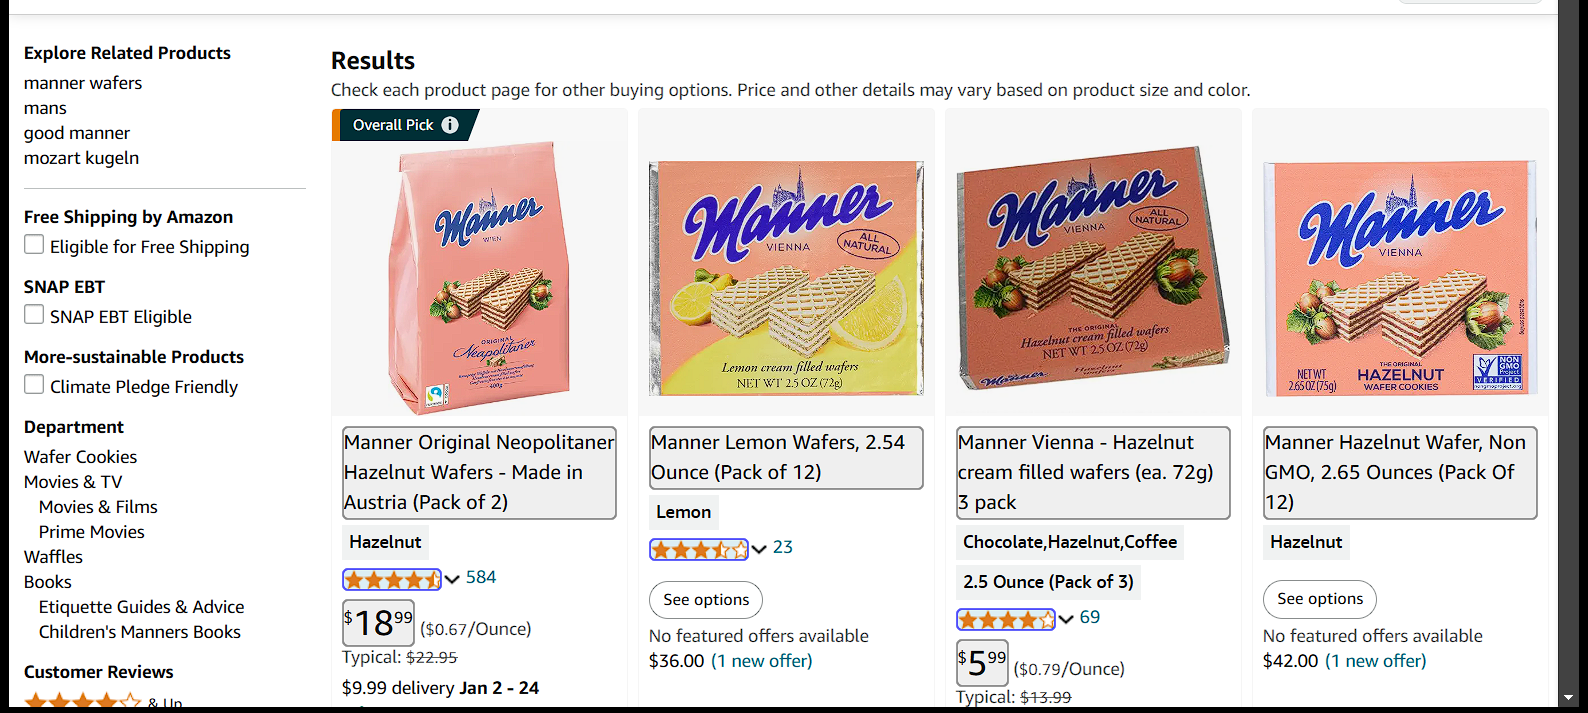 Explore Related Products
manner wafers
mans
good manner
mozart kugeln
Free Shipping by Amazon
Eligible for Free Shipping
SNAP EBT
SNAP EBT Eligible
More-sustainable Products
Climate Pledge Friendly
Department
Wafer Cookies
Movies & TV
Movies & Films
Prime Movies
Waffles
Books
Etiquette Guides & Advice
Children's Manners Books
Customer Reviews
& Up
Results
Check each product page for other buying options. Price and other details may vary based on product size and color.
Overall Pick
Manner
WIEN
ORIGINAL
Neapolitaner
400g
Manner Original Neopolitaner
Hazelnut Wafers - Made in
Austria (Pack of 2)
Hazelnut
584
$18.99 ($0.67/Ounce)
Typical: $22.95
$9.99 delivery Jan 2 - 24
Manner
VIENNA
ALL
NATURAL
Lemon cream filled wafers
NET WT 2.5 OZ (72g)
Manner Lemon Wafers, 2.54
Ounce (Pack of 12)
Lemon
23
See options
No featured offers available
$36.00 (1 new offer)
Manner
VIENNA
ALL
NATURAL
THE ORIGINAL
Hazelnut cream filled wafers
NET WT 2.5 OZ (72g)
Manner
Manner Vienna - Hazelnut
cream filled wafers (ea. 72g)
3 pack
Chocolate,Hazelnut,Coffee
2.5 Ounce (Pack of 3)
69
$5.99 ($0.79/Ounce)
Typical: $13.99
Manner
VIENNA
THE ORIGINAL
HAZELNUT
WAFER COOKIES
NET WT
2.65 OZ (75g)
NON
GMO
Project
VERIFIED
nongmoproject.org
Manner Hazelnut Wafer, Non
GMO, 2.65 Ounces (Pack Of
12)
Hazelnut
See options
No featured offers available
$42.00 (1 new offer)